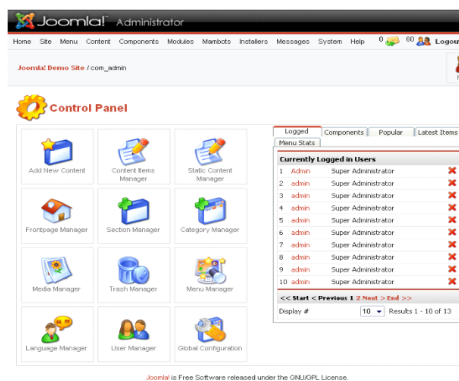 Joomla! Administrator
Home Site Menu Content Components Modules Mambots Installers Messages System Help 0 60 Logout
Joomla! Demo Site / com_admin
Control Panel
Add New Content
Content Items Manager
Static Content Manager
Frontpage Manager
Section Manager
Category Manager
Media Manager
Trash Manager
Menu Manager
Language Manager
User Manager
Global Configuration
Logged Components Popular Latest Items
Menu Stats
Currently Logged in Users
1 Admin Super Administrator
2 admin Super Administrator
3 admin Super Administrator
4 admin Super Administrator
5 admin Super Administrator
6 admin Super Administrator
7 admin Super Administrator
8 admin Super Administrator
9 admin Super Administrator
10 admin Super Administrator
<< Start < Previous 1 2 Next > End >>
Display # 10 Results 1 - 10 of 13
Joomla! is Free Software released under the GNU/GPL License.